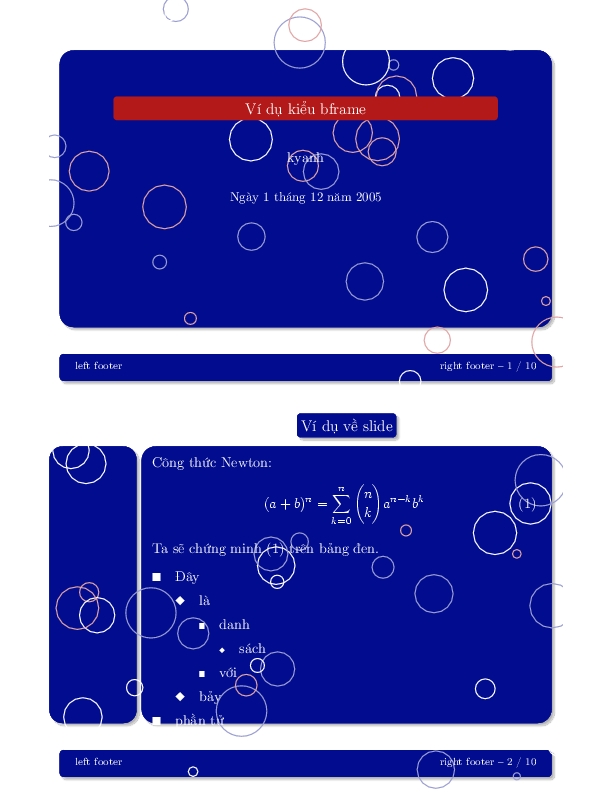 Ví dụ kiểu bframe
kyanh
Ngày 1 tháng 12 năm 2005
left footer
right footer – 1 / 10
Ví dụ về slide
Công thức Newton:
(a + b)^n = \sum_{k=0}^{n} \binom{n}{k} a^{n-k} b^k (1)
Ta sẽ chứng minh (1) trên bảng đen.
■ Đây
◆ là
■ danh
◆ sách
■ với
◆ bảy
■ phần tử
left footer
right footer – 2 / 10